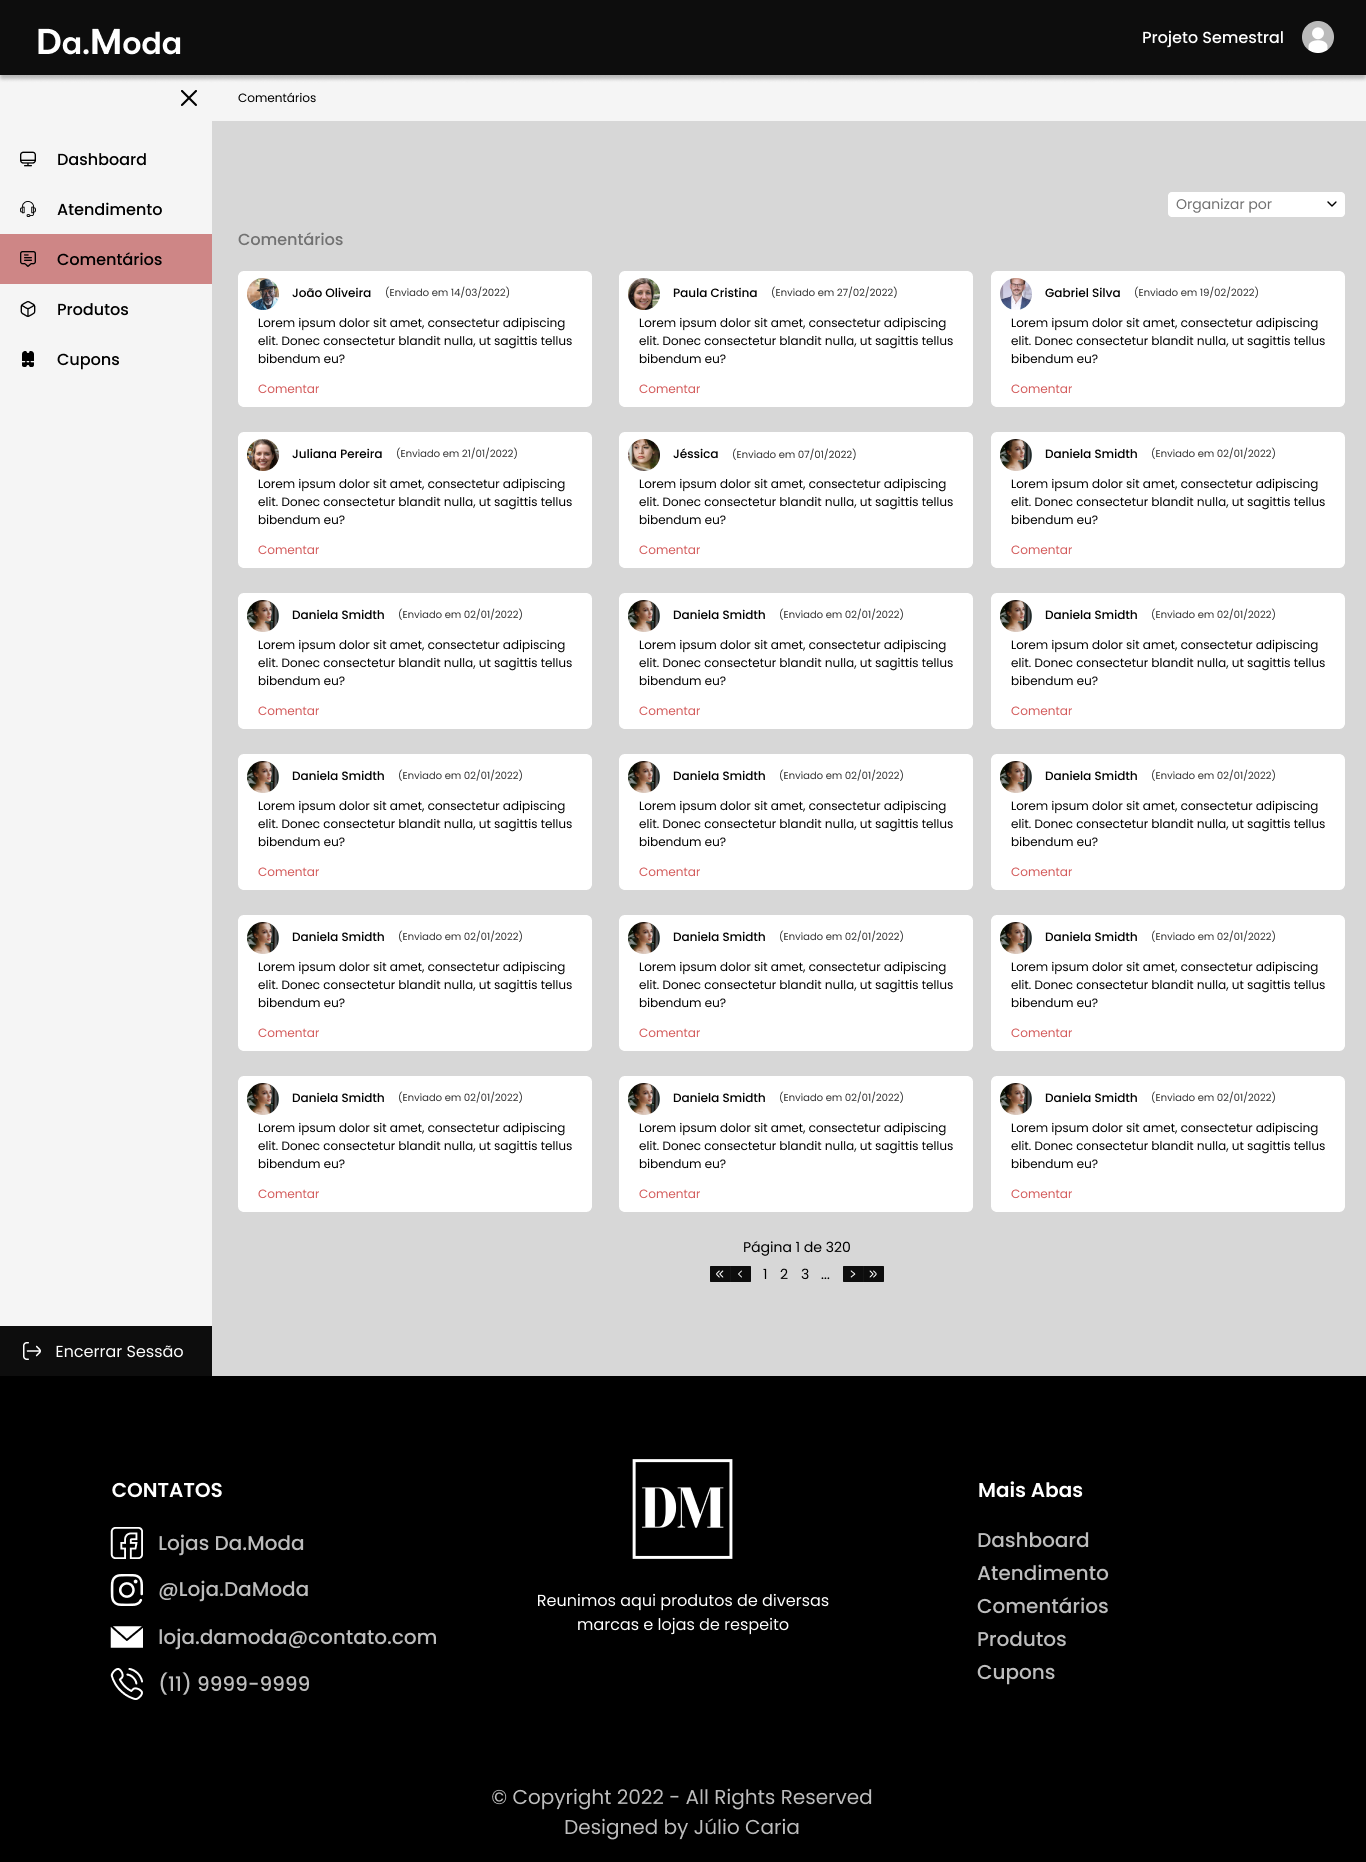 Da.Moda
Projeto Semestral
Comentários
Dashboard
Atendimento
Comentários
Produtos
Cupons
Encerrar Sessão
Organizar por
Comentários
João Oliveira (Enviado em 14/03/2022)
Lorem ipsum dolor sit amet, consectetur adipiscing
elit. Donec consectetur blandit nulla, ut sagittis tellus
bibendum eu?
Comentar
Paula Cristina (Enviado em 27/02/2022)
Lorem ipsum dolor sit amet, consectetur adipiscing
elit. Donec consectetur blandit nulla, ut sagittis tellus
bibendum eu?
Comentar
Gabriel Silva (Enviado em 19/02/2022)
Lorem ipsum dolor sit amet, consectetur adipiscing
elit. Donec consectetur blandit nulla, ut sagittis tellus
bibendum eu?
Comentar
Juliana Pereira (Enviado em 21/01/2022)
Lorem ipsum dolor sit amet, consectetur adipiscing
elit. Donec consectetur blandit nulla, ut sagittis tellus
bibendum eu?
Comentar
Jéssica (Enviado em 07/01/2022)
Lorem ipsum dolor sit amet, consectetur adipiscing
elit. Donec consectetur blandit nulla, ut sagittis tellus
bibendum eu?
Comentar
Daniela Smidth (Enviado em 02/01/2022)
Lorem ipsum dolor sit amet, consectetur adipiscing
elit. Donec consectetur blandit nulla, ut sagittis tellus
bibendum eu?
Comentar
Daniela Smidth (Enviado em 02/01/2022)
Lorem ipsum dolor sit amet, consectetur adipiscing
elit. Donec consectetur blandit nulla, ut sagittis tellus
bibendum eu?
Comentar
Daniela Smidth (Enviado em 02/01/2022)
Lorem ipsum dolor sit amet, consectetur adipiscing
elit. Donec consectetur blandit nulla, ut sagittis tellus
bibendum eu?
Comentar
Daniela Smidth (Enviado em 02/01/2022)
Lorem ipsum dolor sit amet, consectetur adipiscing
elit. Donec consectetur blandit nulla, ut sagittis tellus
bibendum eu?
Comentar
Daniela Smidth (Enviado em 02/01/2022)
Lorem ipsum dolor sit amet, consectetur adipiscing
elit. Donec consectetur blandit nulla, ut sagittis tellus
bibendum eu?
Comentar
Daniela Smidth (Enviado em 02/01/2022)
Lorem ipsum dolor sit amet, consectetur adipiscing
elit. Donec consectetur blandit nulla, ut sagittis tellus
bibendum eu?
Comentar
Daniela Smidth (Enviado em 02/01/2022)
Lorem ipsum dolor sit amet, consectetur adipiscing
elit. Donec consectetur blandit nulla, ut sagittis tellus
bibendum eu?
Comentar
Daniela Smidth (Enviado em 02/01/2022)
Lorem ipsum dolor sit amet, consectetur adipiscing
elit. Donec consectetur blandit nulla, ut sagittis tellus
bibendum eu?
Comentar
Daniela Smidth (Enviado em 02/01/2022)
Lorem ipsum dolor sit amet, consectetur adipiscing
elit. Donec consectetur blandit nulla, ut sagittis tellus
bibendum eu?
Comentar
Daniela Smidth (Enviado em 02/01/2022)
Lorem ipsum dolor sit amet, consectetur adipiscing
elit. Donec consectetur blandit nulla, ut sagittis tellus
bibendum eu?
Comentar
Daniela Smidth (Enviado em 02/01/2022)
Lorem ipsum dolor sit amet, consectetur adipiscing
elit. Donec consectetur blandit nulla, ut sagittis tellus
bibendum eu?
Comentar
Daniela Smidth (Enviado em 02/01/2022)
Lorem ipsum dolor sit amet, consectetur adipiscing
elit. Donec consectetur blandit nulla, ut sagittis tellus
bibendum eu?
Comentar
Daniela Smidth (Enviado em 02/01/2022)
Lorem ipsum dolor sit amet, consectetur adipiscing
elit. Donec consectetur blandit nulla, ut sagittis tellus
bibendum eu?
Comentar
Página 1 de 320
« ‹ 1 2 3 ... › »
CONTATOS
Lojas Da.Moda
@Loja.DaModa
loja.damoda@contato.com
(11) 9999-9999
DM
Reunimos aqui produtos de diversas
marcas e lojas de respeito
Mais Abas
Dashboard
Atendimento
Comentários
Produtos
Cupons
© Copyright 2022 - All Rights Reserved
Designed by Júlio Caria